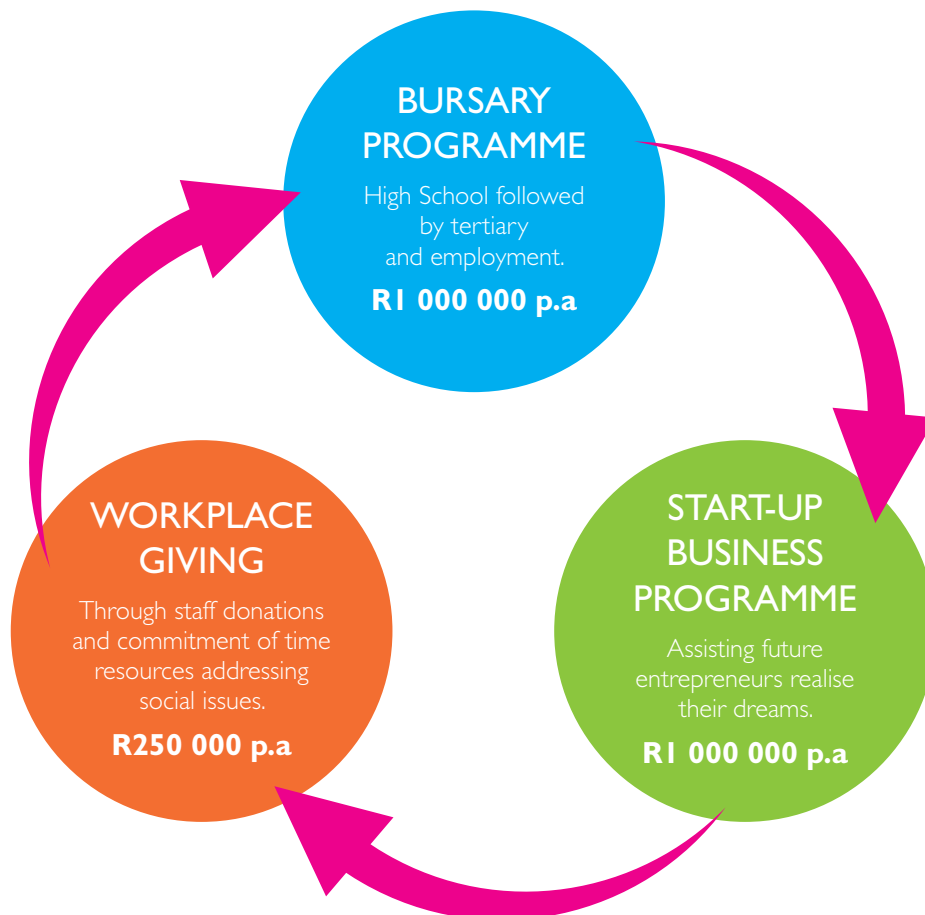 BURSARY
PROGRAMME
High School followed
by tertiary
and employment.
R1 000 000 p.a
START-UP
BUSINESS
PROGRAMME
Assisting future
entrepreneurs realise
their dreams.
R1 000 000 p.a
WORKPLACE
GIVING
Through staff donations
and commitment of time
resources addressing
social issues.
R250 000 p.a